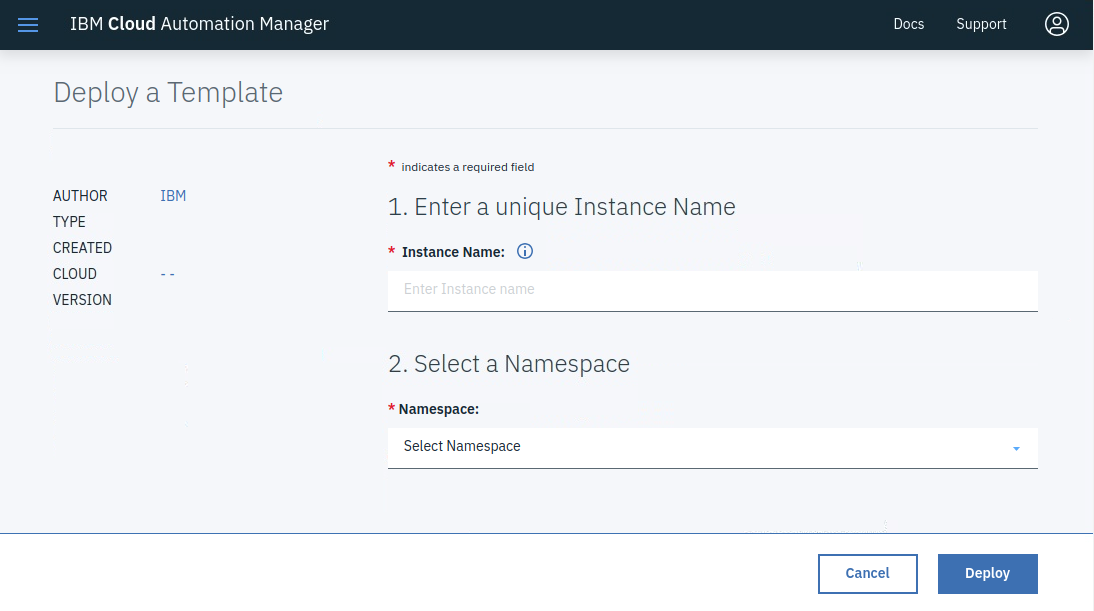 IBM Cloud Automation Manager
Docs
Support
Deploy a Template
AUTHOR IBM
TYPE
CREATED
CLOUD - -
VERSION
* indicates a required field
1. Enter a unique Instance Name
* Instance Name:
Enter Instance name
2. Select a Namespace
* Namespace:
Select Namespace
Cancel
Deploy